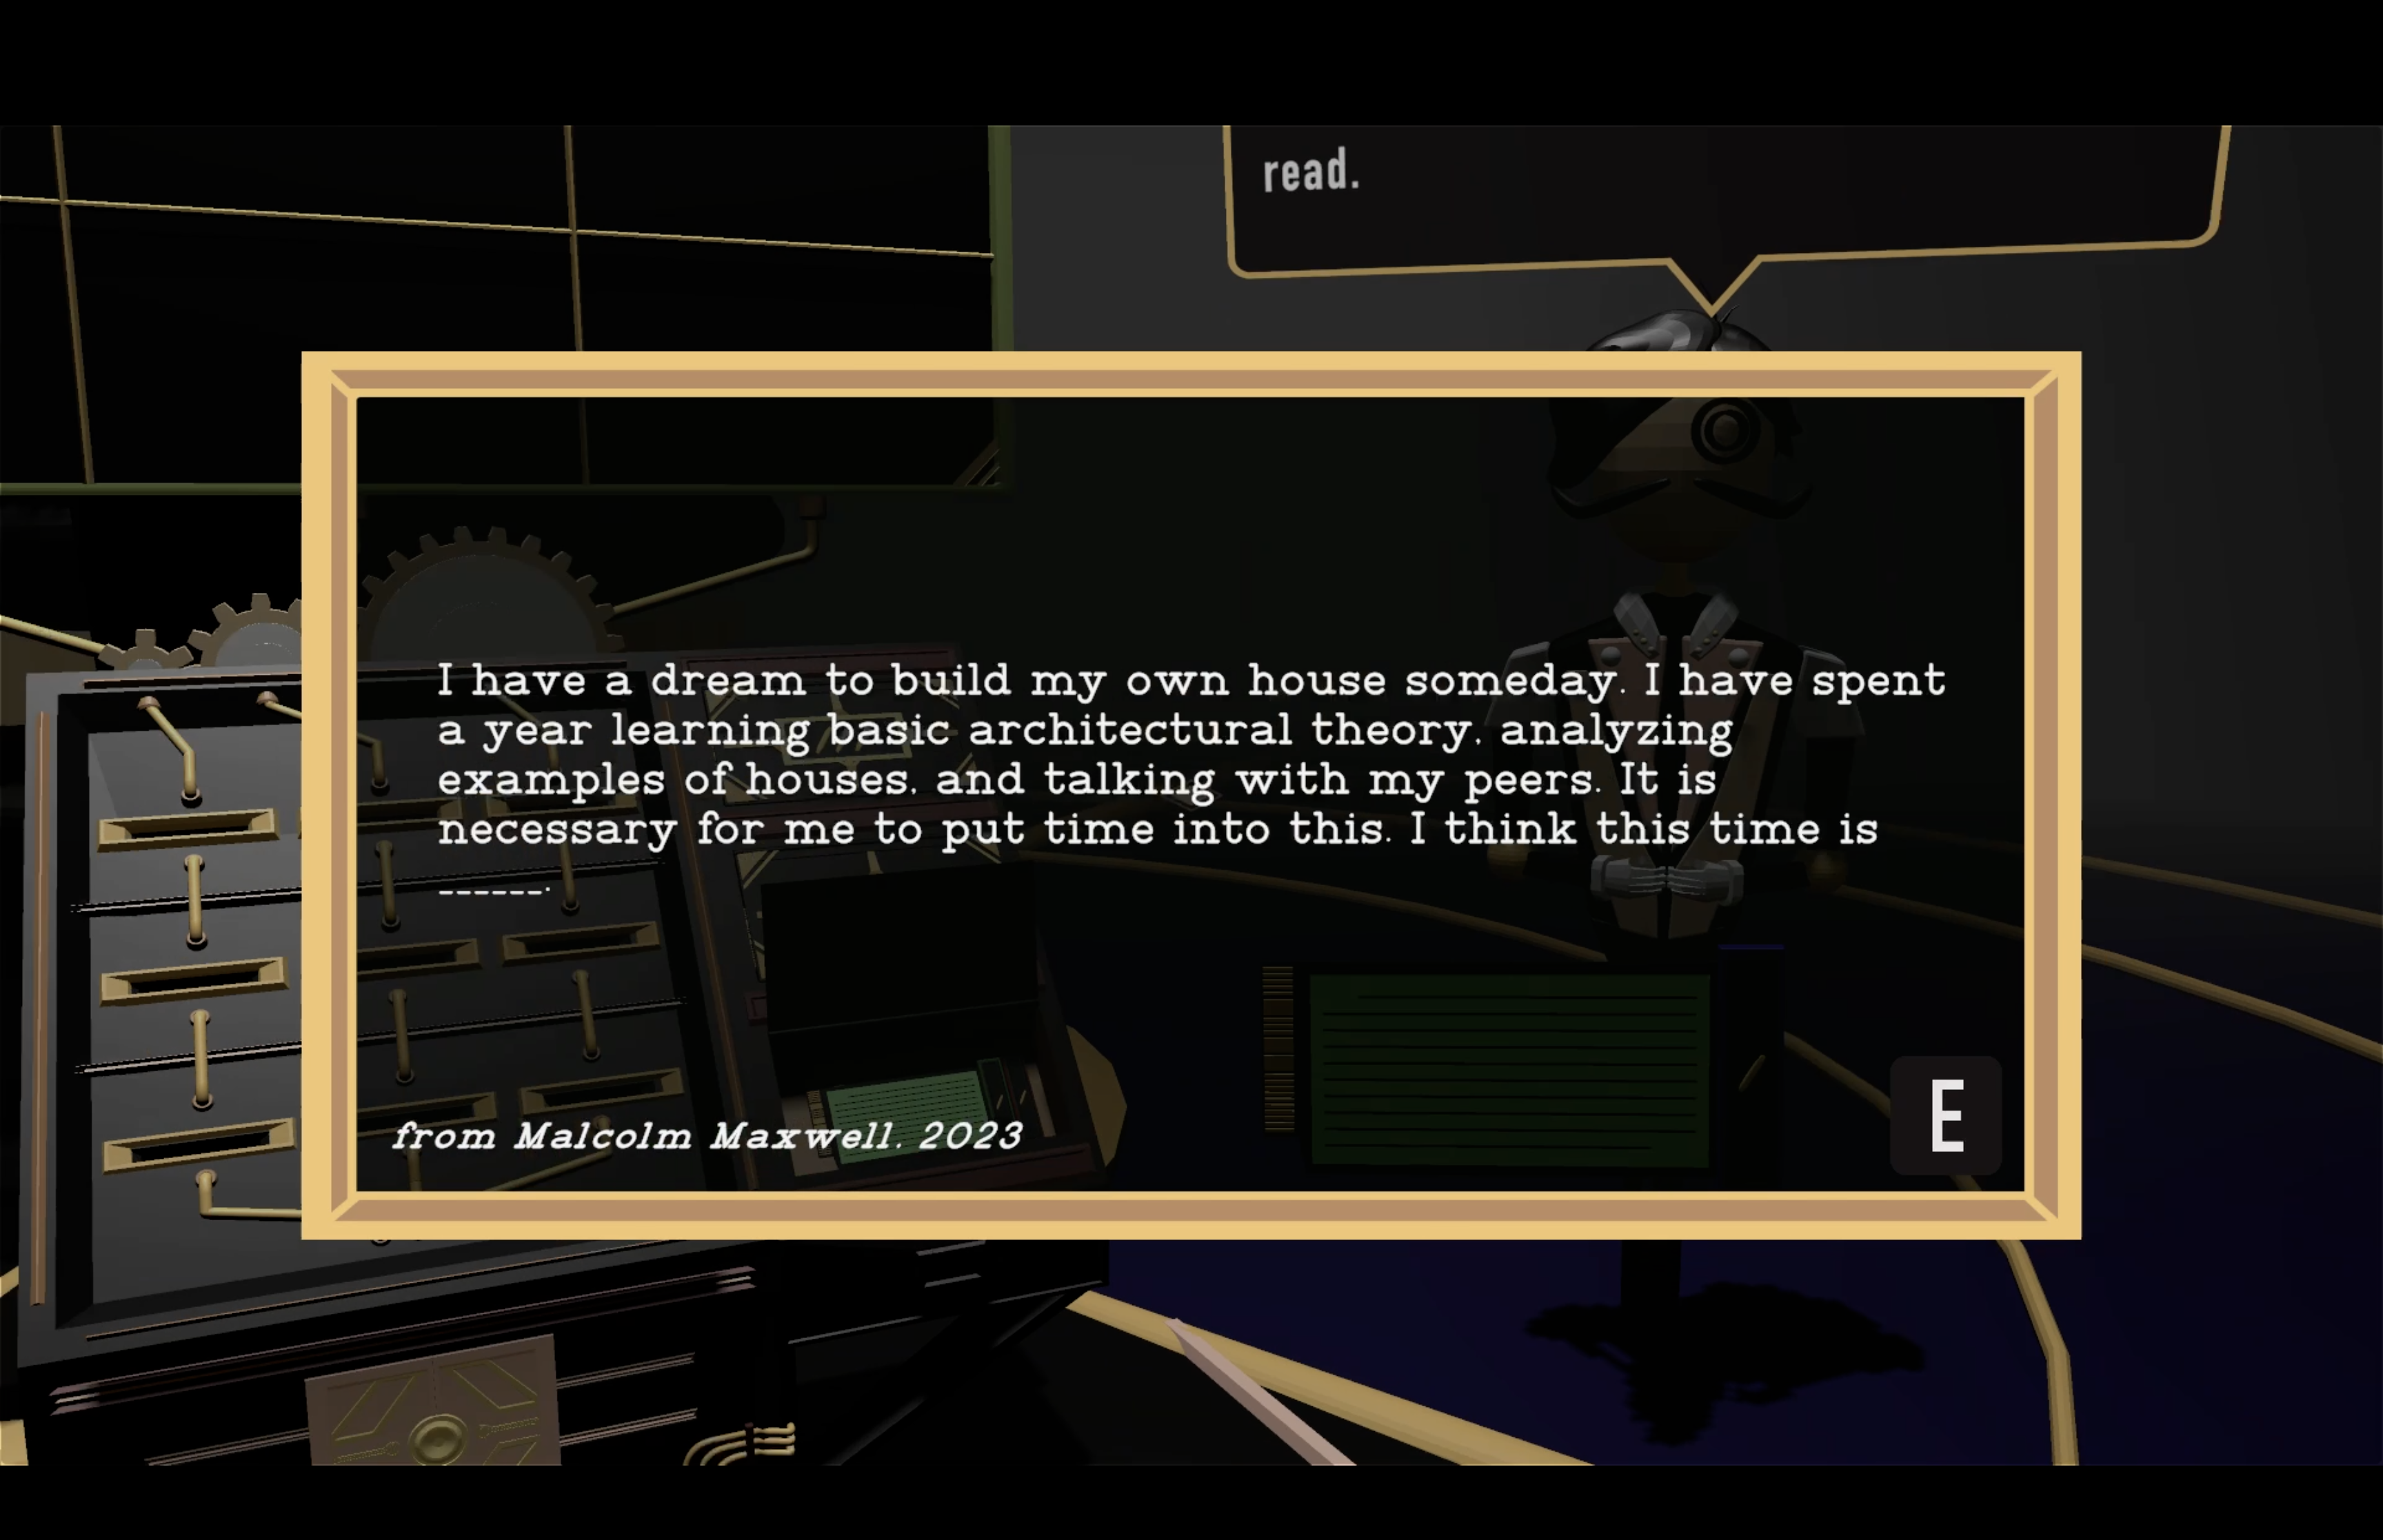 read.
I have a dream to build my own house someday. I have spent
a year learning basic architectural theory, analyzing
examples of houses, and talking with my peers. It is
necessary for me to put time into this. I think this time is
------.
from Malcolm Maxwell, 2023
E